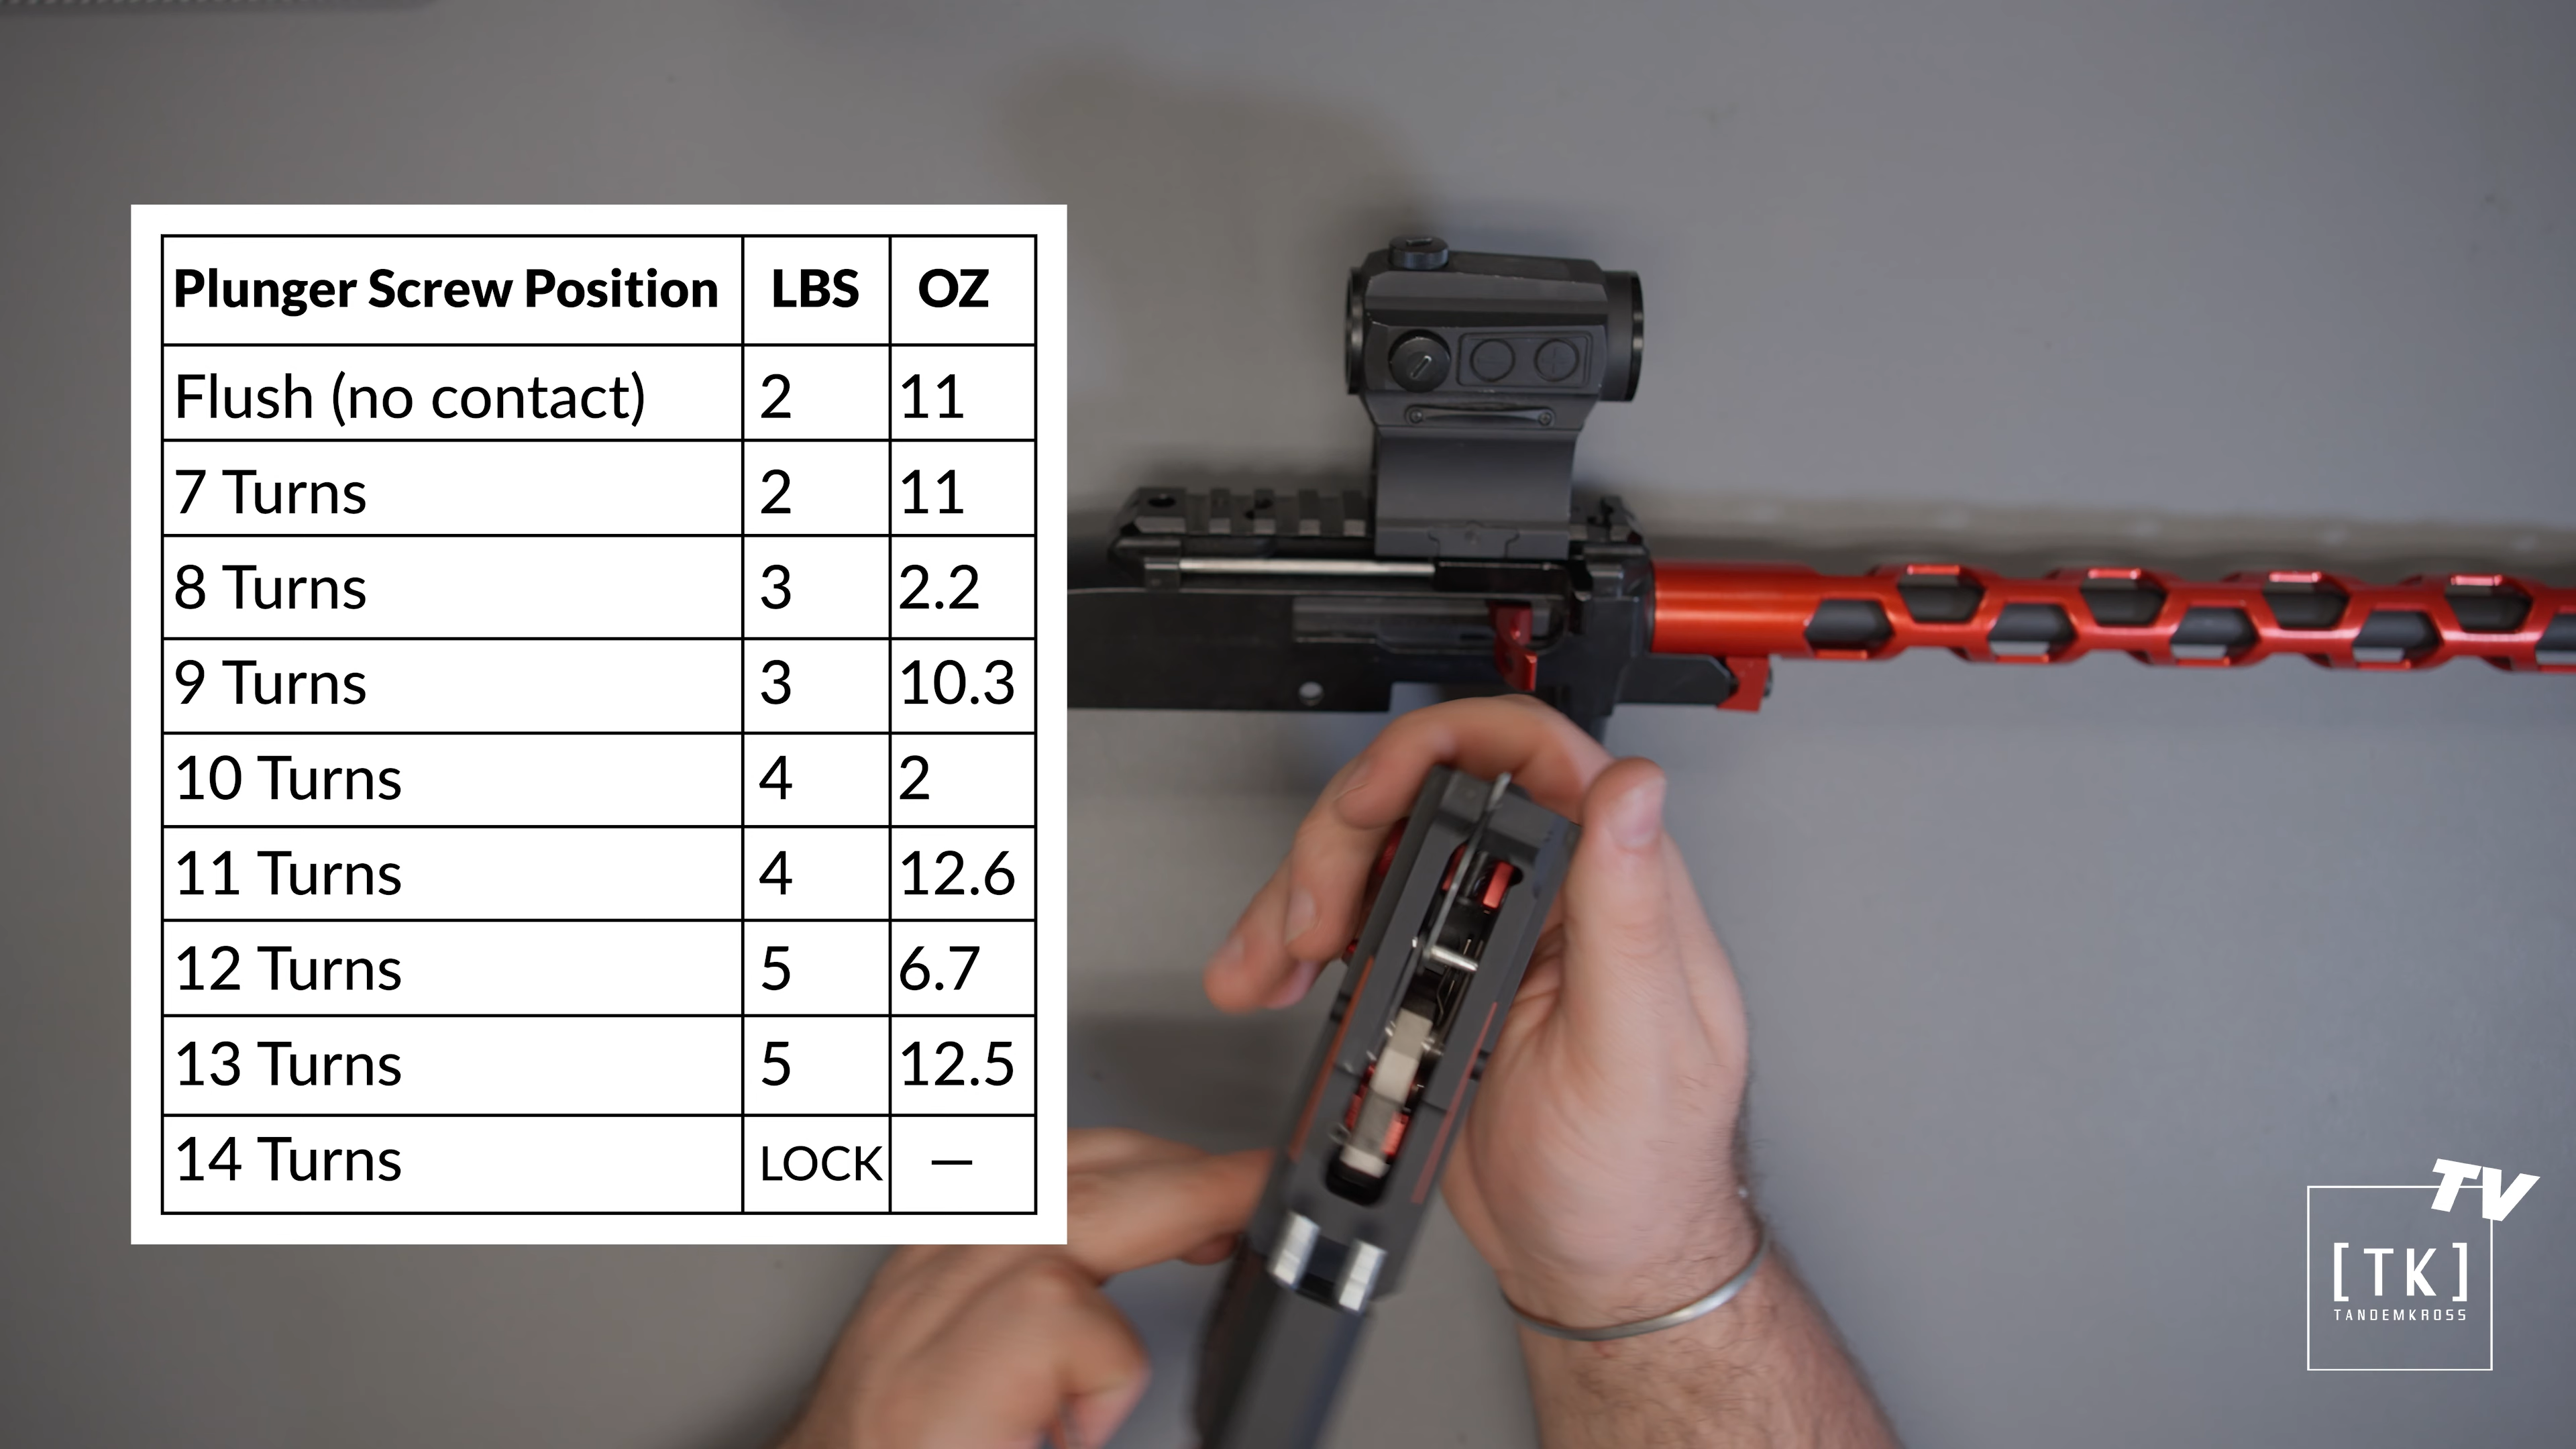 Plunger Screw Position LBS OZ
Flush (no contact) 2 11
7 Turns 2 11
8 Turns 3 2.2
9 Turns 3 10.3
10 Turns 4 2
11 Turns 4 12.6
12 Turns 5 6.7
13 Turns 5 12.5
14 Turns LOCK —
TV
[TK]
TANDEMKROSS